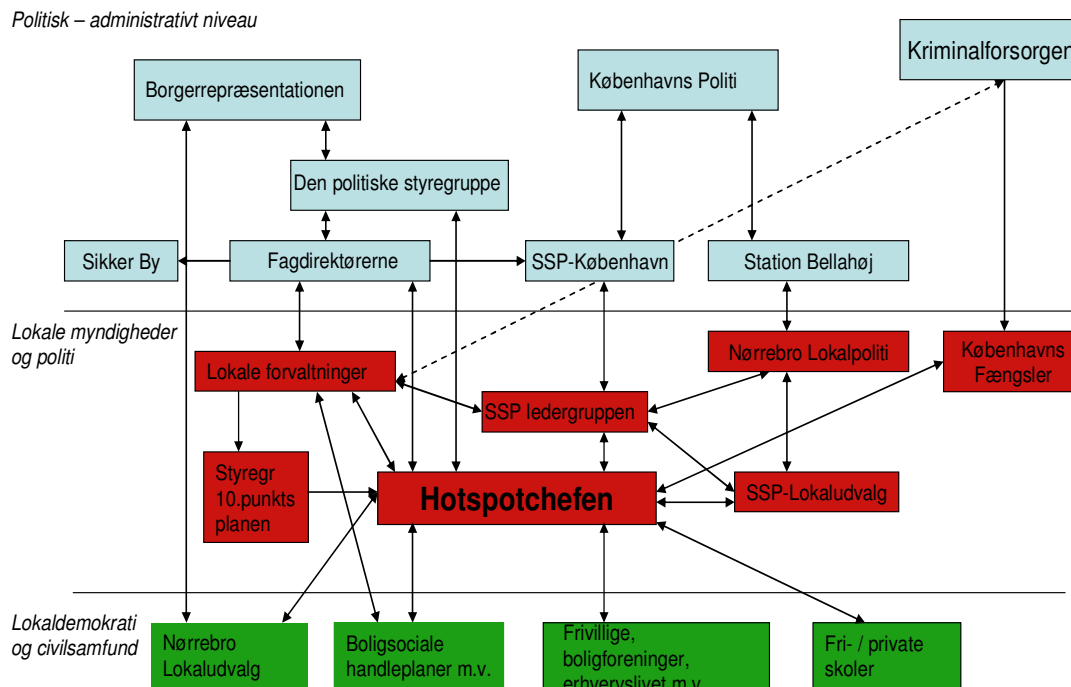 Politisk – administrativt niveau
Kriminalforsorgen
Borgerrepræsentationen
Københavns Politi
Den politiske styregruppe
Sikker By
Fagdirektørerne
SSP-København
Station Bellahøj
Lokale myndigheder
og politi
Lokale forvaltninger
Nørrebro Lokalpoliti
Københavns
Fængsler
SSP ledergruppen
Styregr
10.punkts
planen
Hotspotchefen
SSP-Lokaludvalg
Lokaldemokrati
og civilsamfund
Nørrebro
Lokaludvalg
Boligsociale
handleplaner m.v.
Frivillige,
boligforeninger,
erhvervslivet m.v.
Fri- / private
skoler